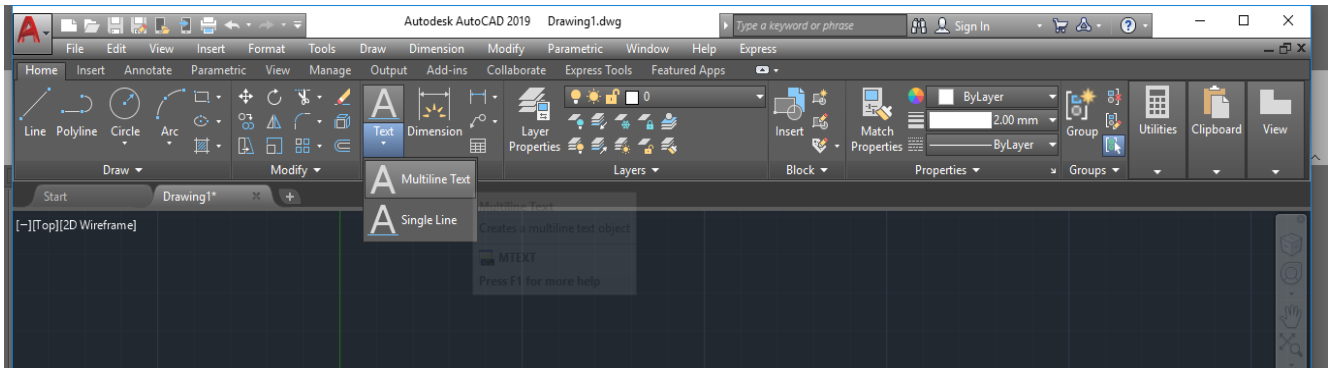 Autodesk AutoCAD 2019 Drawing1.dwg Type a keyword or phrase Sign In
File Edit View Insert Format Tools Draw Dimension Modify Parametric Window Help Express
Home Insert Annotate Parametric View Manage Output Add-ins Collaborate Express Tools Featured Apps
0 ByLayer
2.00 mm
Line Polyline Circle Arc Text Dimension Layer Properties Insert Match Properties ByLayer Group Utilities Clipboard View
Draw Modify Layers Block Properties Groups
Multiline Text
Start Drawing1* +
Single Line
[−][Top][2D Wireframe]
Multiline Text
Creates a multiline text object
MTEXT
Press F1 for more help